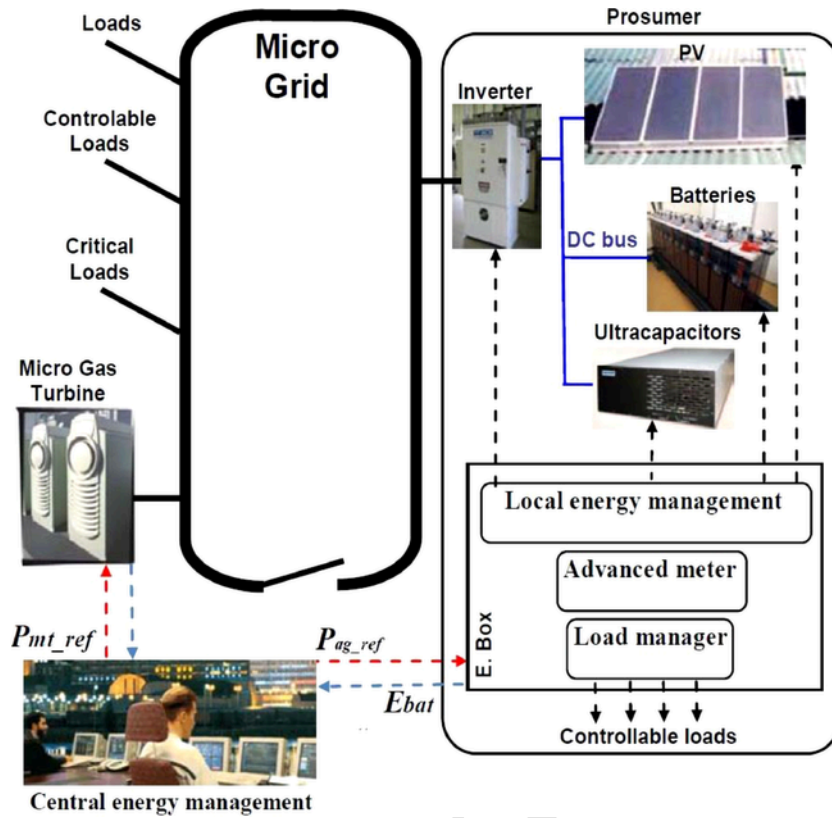 Prosumer
Loads
Micro
Grid
PV
Inverter
Controlable
Loads
Batteries
Critical
Loads
DC bus
Ultracapacitors
Micro Gas
Turbine
Local energy management
Advanced meter
Load manager
E. Box
Pmt_ref
Pag_ref
Ebat
Controllable loads
Central energy management